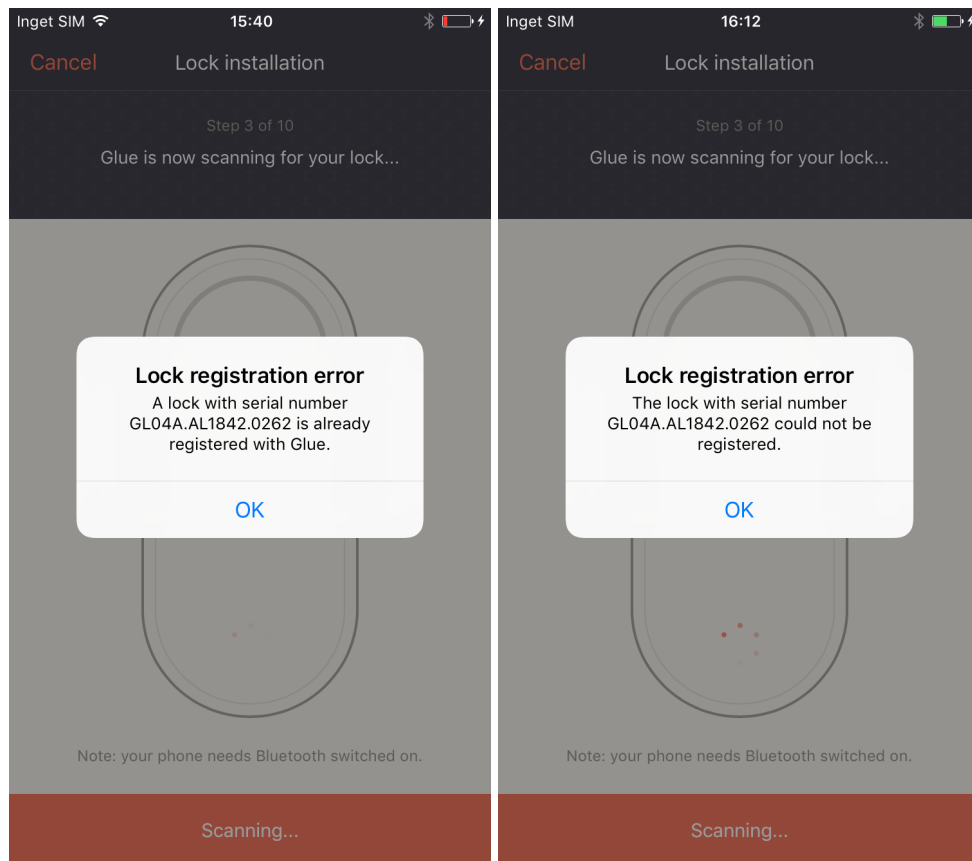 Inget SIM 15:40
Cancel Lock installation
Step 3 of 10
Glue is now scanning for your lock...
Lock registration error
A lock with serial number
GL04A.AL1842.0262 is already
registered with Glue.
OK
Note: your phone needs Bluetooth switched on.
Scanning...
Inget SIM 16:12
Cancel Lock installation
Step 3 of 10
Glue is now scanning for your lock...
Lock registration error
The lock with serial number
GL04A.AL1842.0262 could not be
registered.
OK
Note: your phone needs Bluetooth switched on.
Scanning...